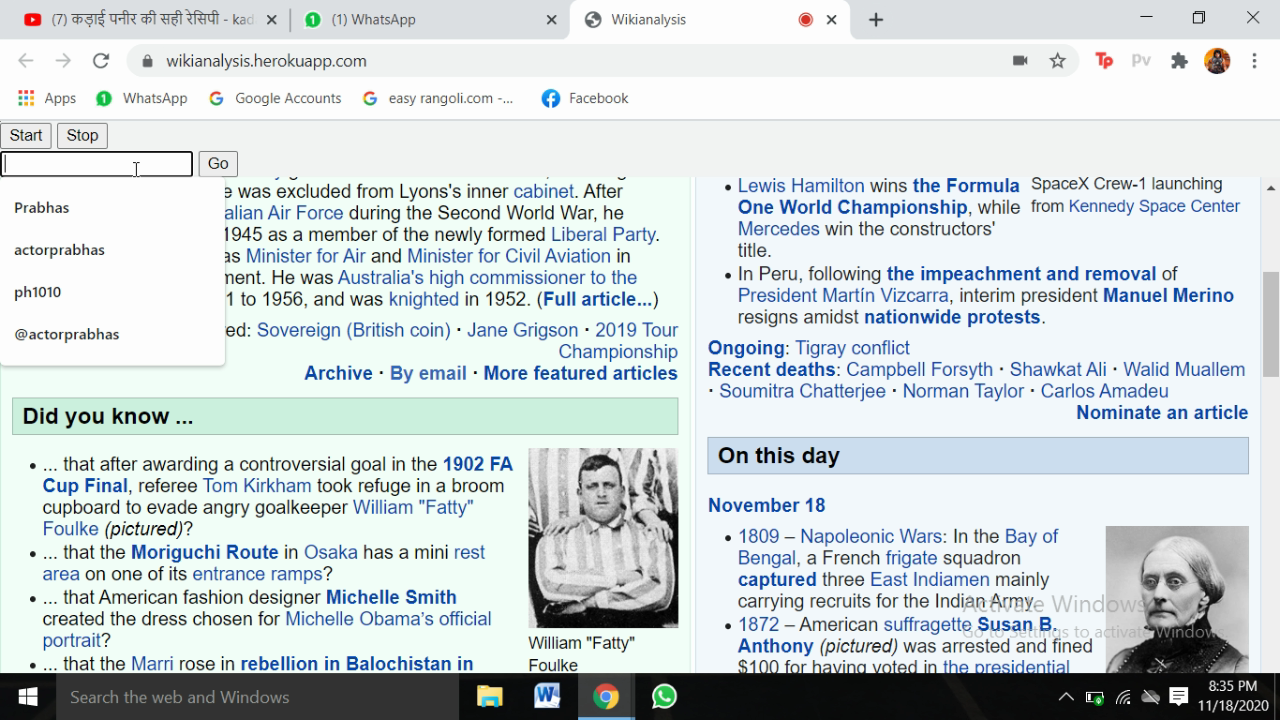 (7) कड़ाई पनीर की सही रेसिपी - kad
(1) WhatsApp
Wikianalysis
wikianalysis.herokuapp.com
Tp
Pv
Apps
WhatsApp
Google Accounts
easy rangoli.com -...
Facebook
Start
Stop
Go
Prabhas
actorprabhas
ph1010
@actorprabhas
e was excluded from Lyons's inner cabinet. After
alian Air Force during the Second World War, he
1945 as a member of the newly formed Liberal Party.
as Minister for Air and Minister for Civil Aviation in
ment. He was Australia's high commissioner to the
1 to 1956, and was knighted in 1952. (Full article...)
ed: Sovereign (British coin) · Jane Grigson · 2019 Tour
Championship
Archive · By email · More featured articles
Did you know ...
... that after awarding a controversial goal in the 1902 FA
Cup Final, referee Tom Kirkham took refuge in a broom
cupboard to evade angry goalkeeper William "Fatty"
Foulke (pictured)?
... that the Moriguchi Route in Osaka has a mini rest
area on one of its entrance ramps?
... that American fashion designer Michelle Smith
created the dress chosen for Michelle Obama's official
portrait?
... that the Marri rose in rebellion in Balochistan in
William "Fatty"
Foulke
Lewis Hamilton wins the Formula
One World Championship, while
Mercedes win the constructors'
title.
SpaceX Crew-1 launching
from Kennedy Space Center
In Peru, following the impeachment and removal of
President Martín Vizcarra, interim president Manuel Merino
resigns amidst nationwide protests.
Ongoing: Tigray conflict
Recent deaths: Campbell Forsyth · Shawkat Ali · Walid Muallem
· Soumitra Chatterjee · Norman Taylor · Carlos Amadeu
Nominate an article
On this day
November 18
1809 – Napoleonic Wars: In the Bay of
Bengal, a French frigate squadron
captured three East Indiamen mainly
carrying recruits for the Indian Army.
1872 – American suffragette Susan B.
Anthony (pictured) was arrested and fined
$100 for having voted in the presidential
Activate Windows
Go to Settings to activate Windows.
Search the web and Windows
8:35 PM
11/18/2020